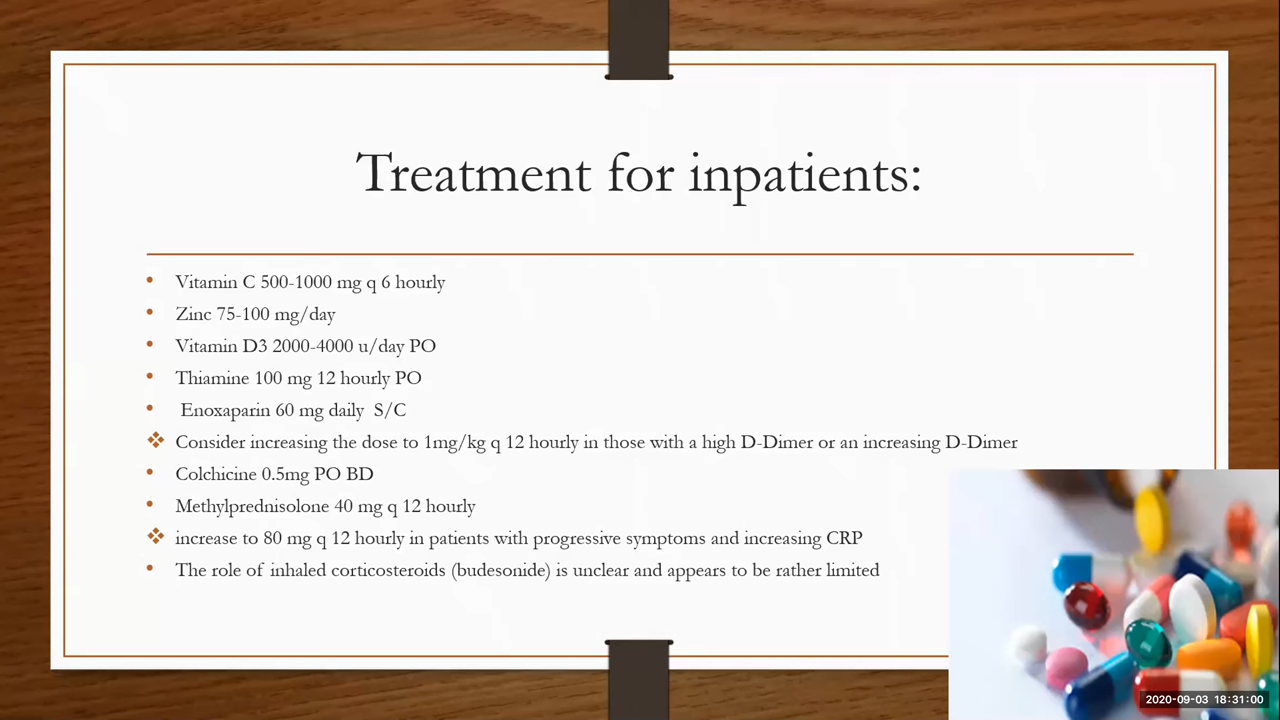 Treatment for inpatients:
• Vitamin C 500-1000 mg q 6 hourly
• Zinc 75-100 mg/day
• Vitamin D3 2000-4000 u/day PO
• Thiamine 100 mg 12 hourly PO
• Enoxaparin 60 mg daily S/C
❖ Consider increasing the dose to 1mg/kg q 12 hourly in those with a high D-Dimer or an increasing D-Dimer
• Colchicine 0.5mg PO BD
• Methylprednisolone 40 mg q 12 hourly
❖ increase to 80 mg q 12 hourly in patients with progressive symptoms and increasing CRP
• The role of inhaled corticosteroids (budesonide) is unclear and appears to be rather limited
2020-09-03 18:31:00